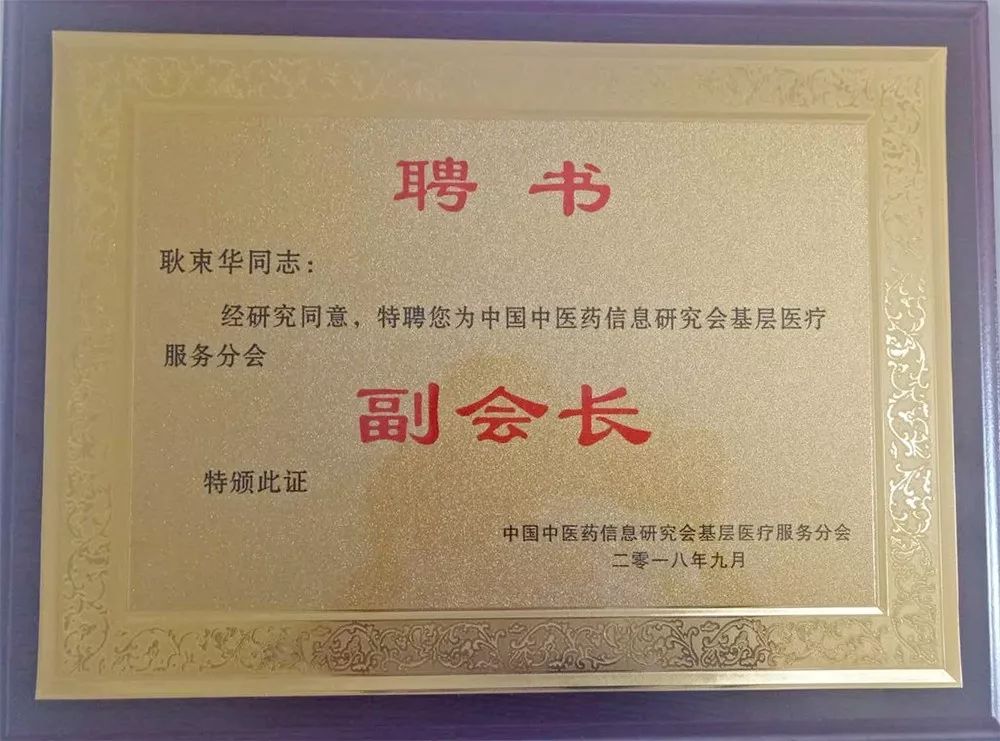 聘书
耿束华同志：
经研究同意，特聘您为中国中医药信息研究会基层医疗
服务分会
副会长
特颁此证
中国中医药信息研究会基层医疗服务分会
二零一八年九月